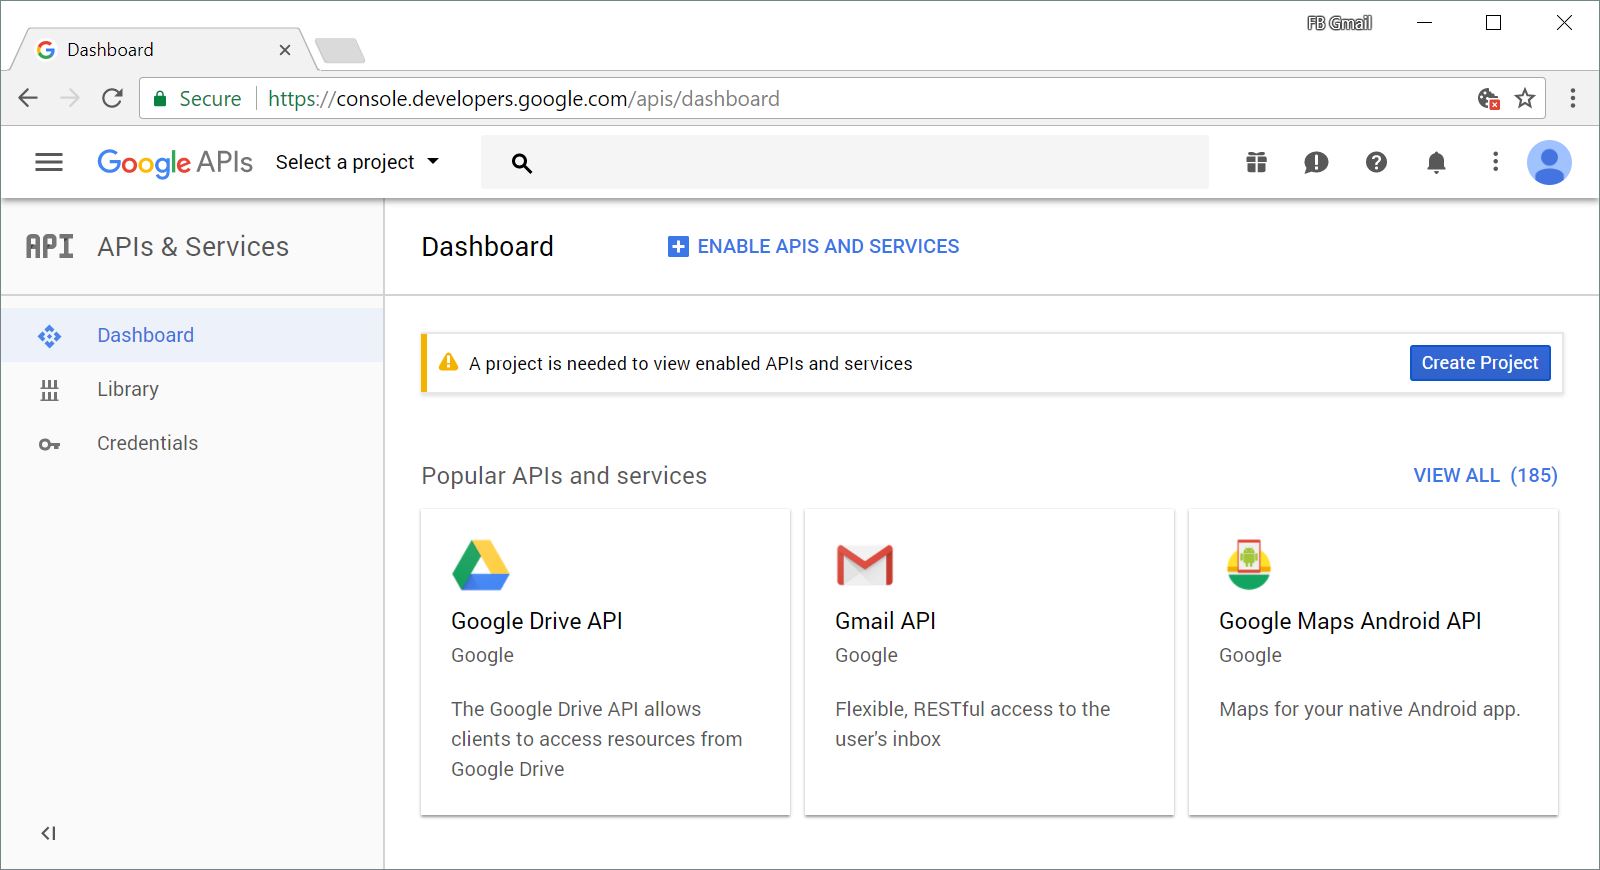 FB Gmail
Dashboard
Secure https://console.developers.google.com/apis/dashboard
Google APIs Select a project
API APIs & Services
Dashboard ENABLE APIS AND SERVICES
Dashboard
Library
Credentials
A project is needed to view enabled APIs and services Create Project
Popular APIs and services VIEW ALL (185)
Google Drive API
Google
The Google Drive API allows
clients to access resources from
Google Drive
Gmail API
Google
Flexible, RESTful access to the
user's inbox
Google Maps Android API
Google
Maps for your native Android app.